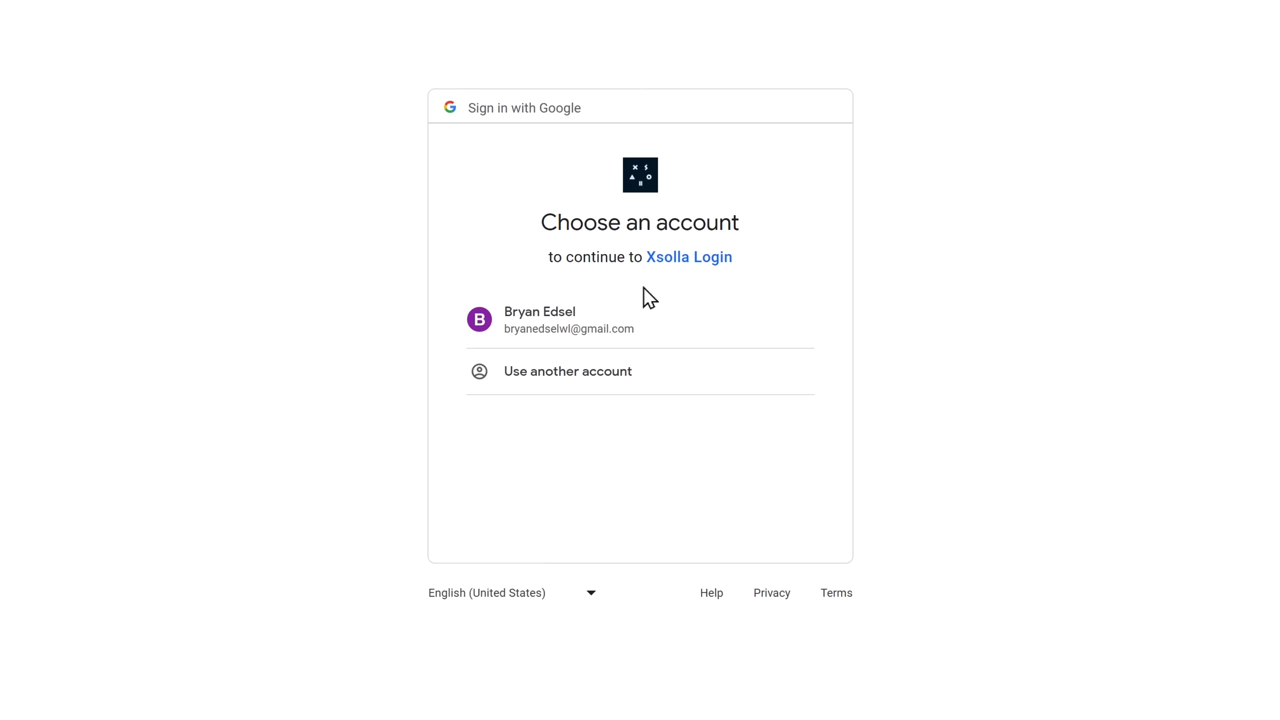 Sign in with Google
Choose an account
to continue to Xsolla Login
B
Bryan Edsel
bryanedselwl@gmail.com
Use another account
English (United States)
Help
Privacy
Terms